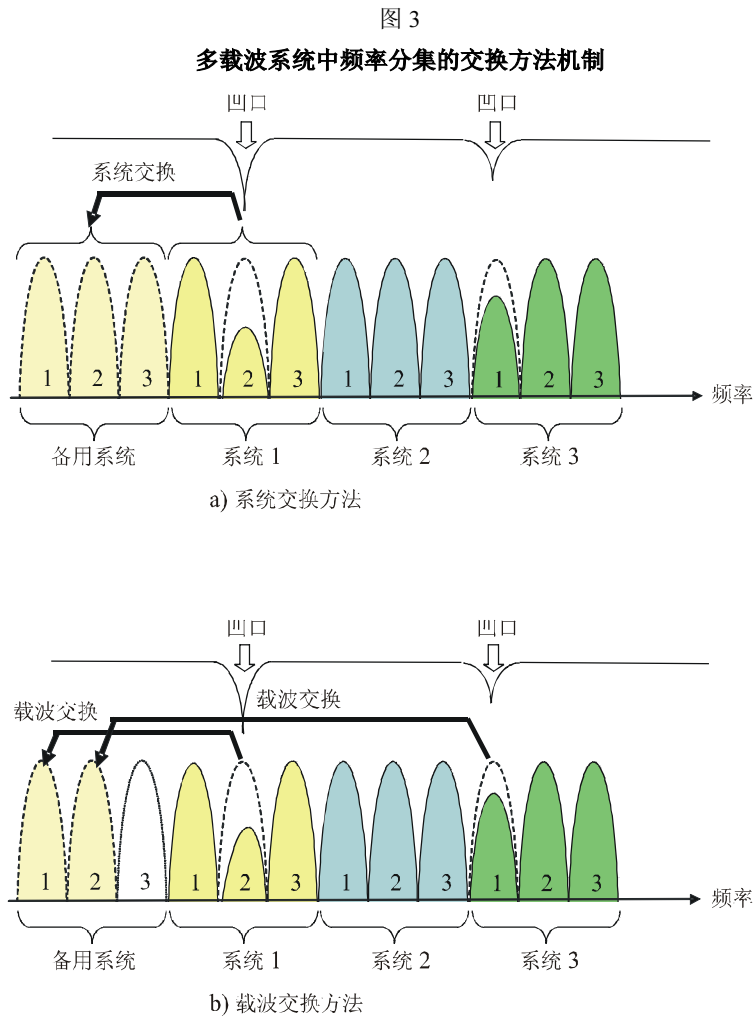 图 3
多载波系统中频率分集的交换方法机制
凹口 凹口
系统交换
1 2 3 1 2 3 1 2 3 1 2 3
频率
备用系统 系统 1 系统 2 系统 3
a) 系统交换方法
凹口 凹口
载波交换 载波交换
1 2 3 1 2 3 1 2 3 1 2 3
频率
备用系统 系统 1 系统 2 系统 3
b) 载波交换方法